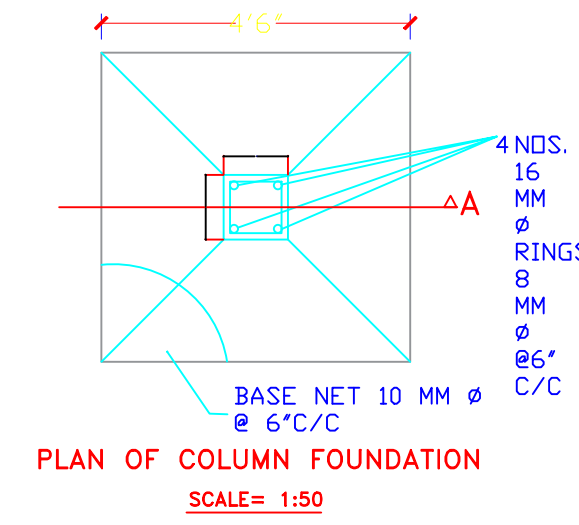 4'6"
4 NOS.
16
MM
Ø
RINGS
8
MM
Ø
@6"
C/C
A
BASE NET 10 MM Ø
@ 6"C/C
PLAN OF COLUMN FOUNDATION
SCALE= 1:50